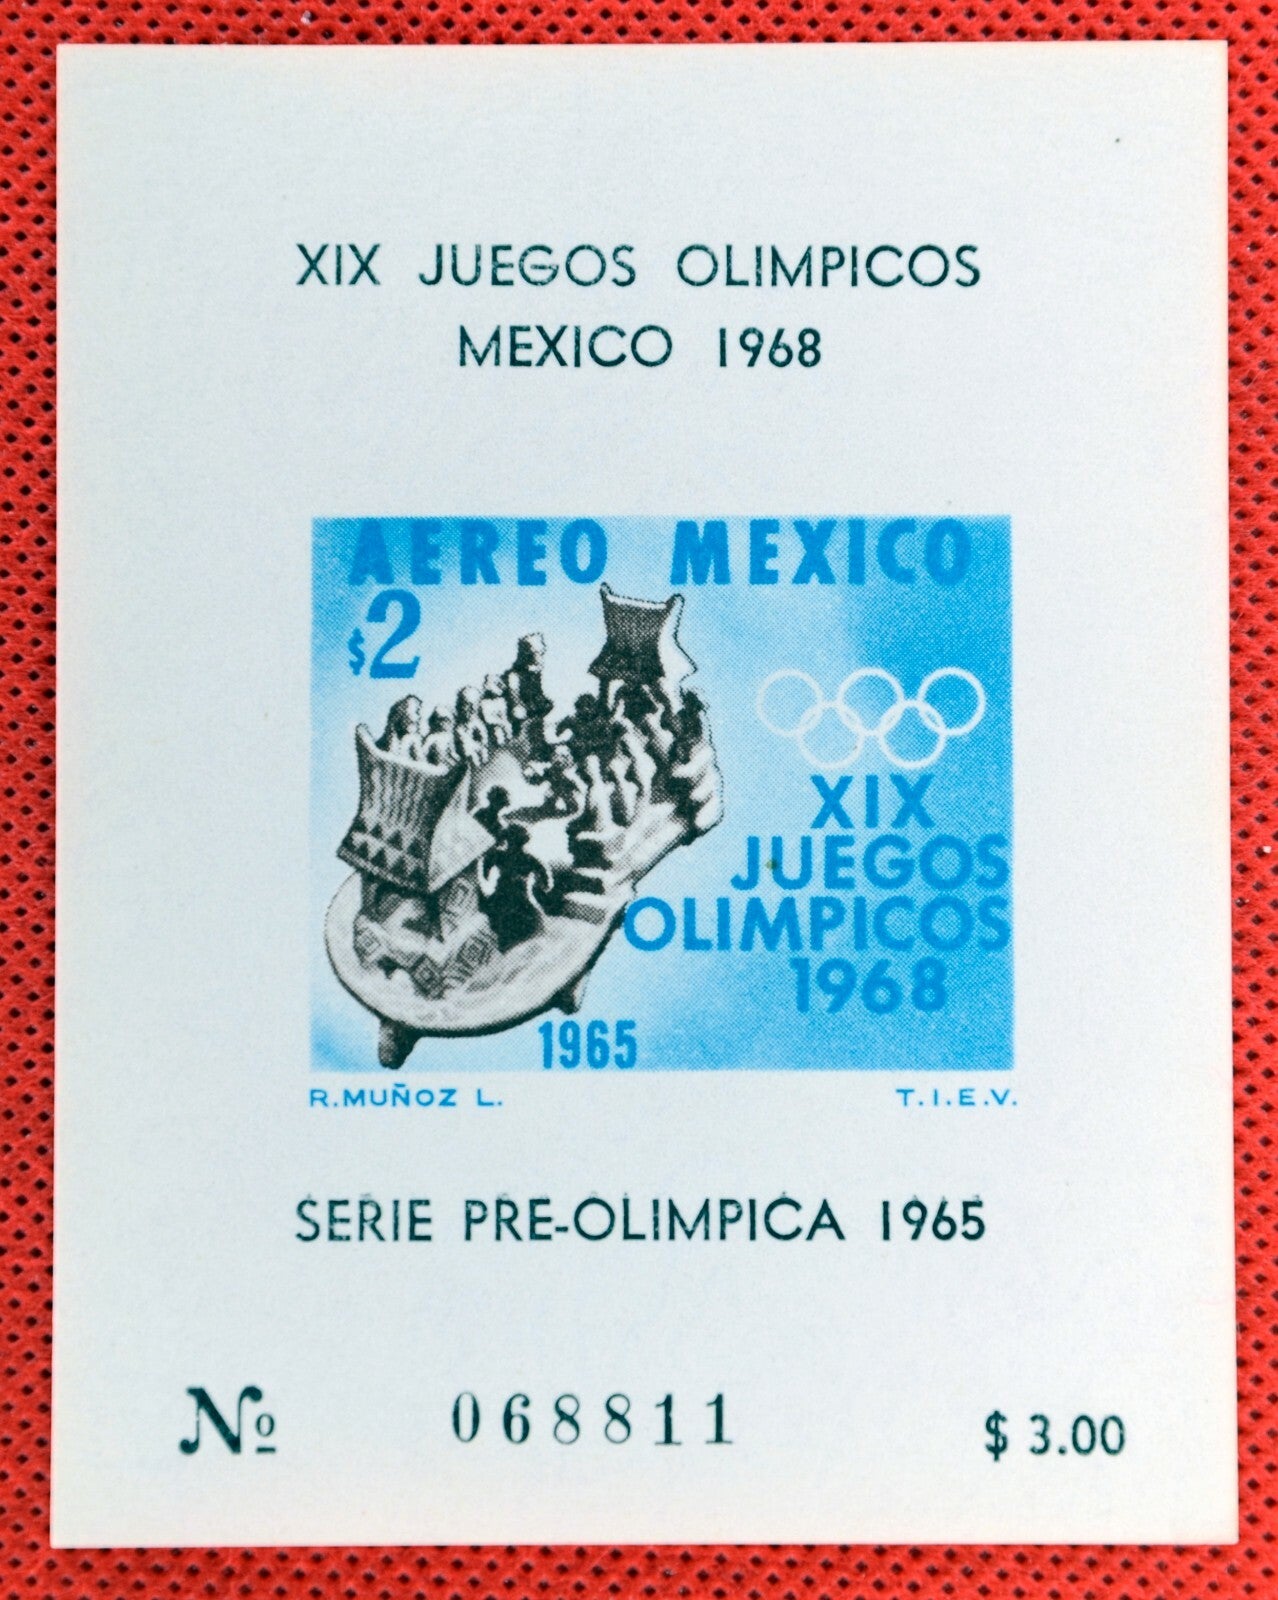 XIX JUEGOS OLIMPICOS
MEXICO 1968
AEREO MEXICO
$2
XIX
JUEGOS
OLIMPICOS
1968
1965
R.MUÑOZ L. T.I.E.V.
SERIE PRE-OLIMPICA 1965
Nº 068811 $ 3.00